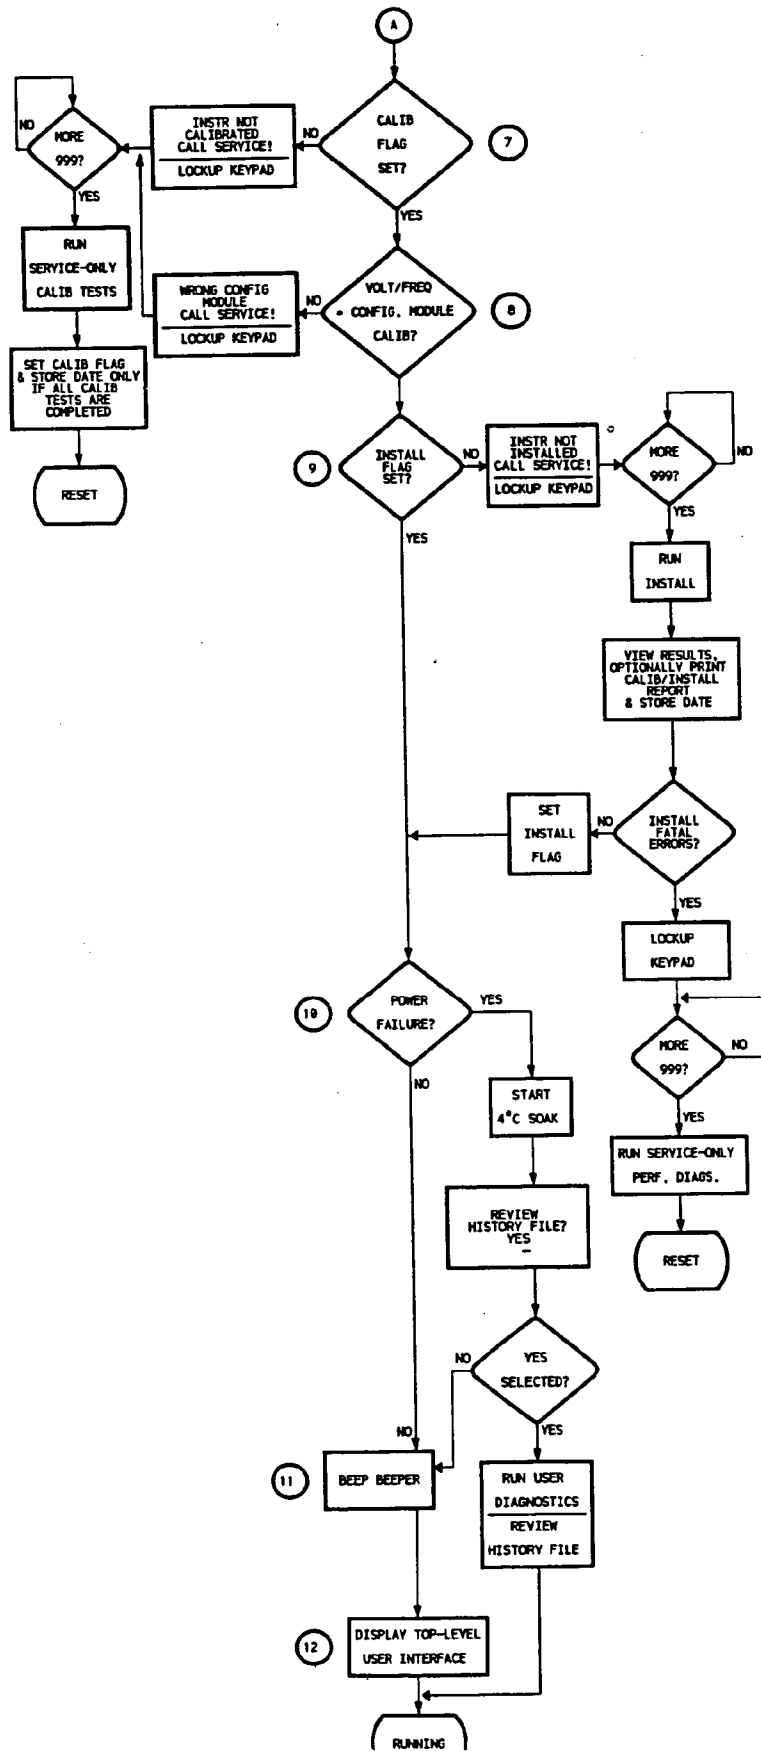 A
CALIB
FLAG
SET?
7
NO
INSTR NOT
CALIBRATED
CALL SERVICE!
LOCKUP KEYPAD
NO
MORE
999?
YES
RUN
SERVICE-ONLY
CALIB TESTS
SET CALIB FLAG
& STORE DATE ONLY
IF ALL CALIB
TESTS ARE
COMPLETED
RESET
YES
VOLT/FREQ
= CONFIG. MODULE
CALIB?
8
NO
WRONG CONFIG
MODULE
CALL SERVICE!
LOCKUP KEYPAD
9
INSTALL
FLAG
SET?
NO
INSTR NOT
INSTALLED
CALL SERVICE!
LOCKUP KEYPAD
MORE
999?
NO
YES
YES
RUN
INSTALL
VIEW RESULTS,
OPTIONALLY PRINT
CALIB/INSTALL
REPORT
& STORE DATE
INSTALL
FATAL
ERRORS?
NO
SET
INSTALL
FLAG
YES
LOCKUP
KEYPAD
MORE
999?
NO
YES
RUN SERVICE-ONLY
PERF. DIAGS.
RESET
10
POWER
FAILURE?
YES
NO
START
4°C SOAK
REVIEW
HISTORY FILE?
YES
YES
SELECTED?
NO
YES
RUN USER
DIAGNOSTICS
REVIEW
HISTORY FILE
NO
11
BEEP BEEPER
12
DISPLAY TOP-LEVEL
USER INTERFACE
RUNNING